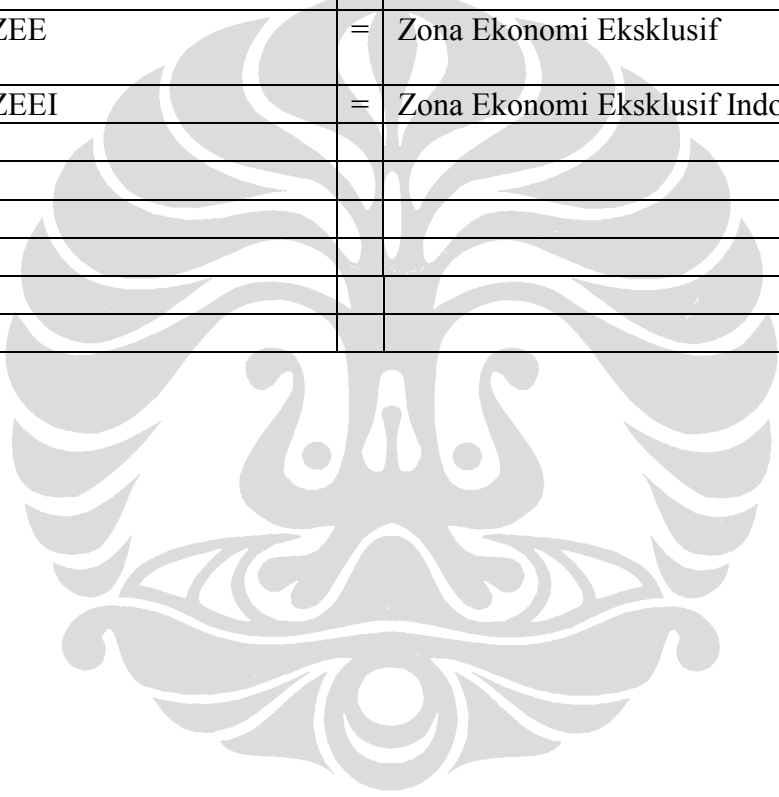 ZEE = Zona Ekonomi Eksklusif
ZEEI = Zona Ekonomi Eksklusif Indo